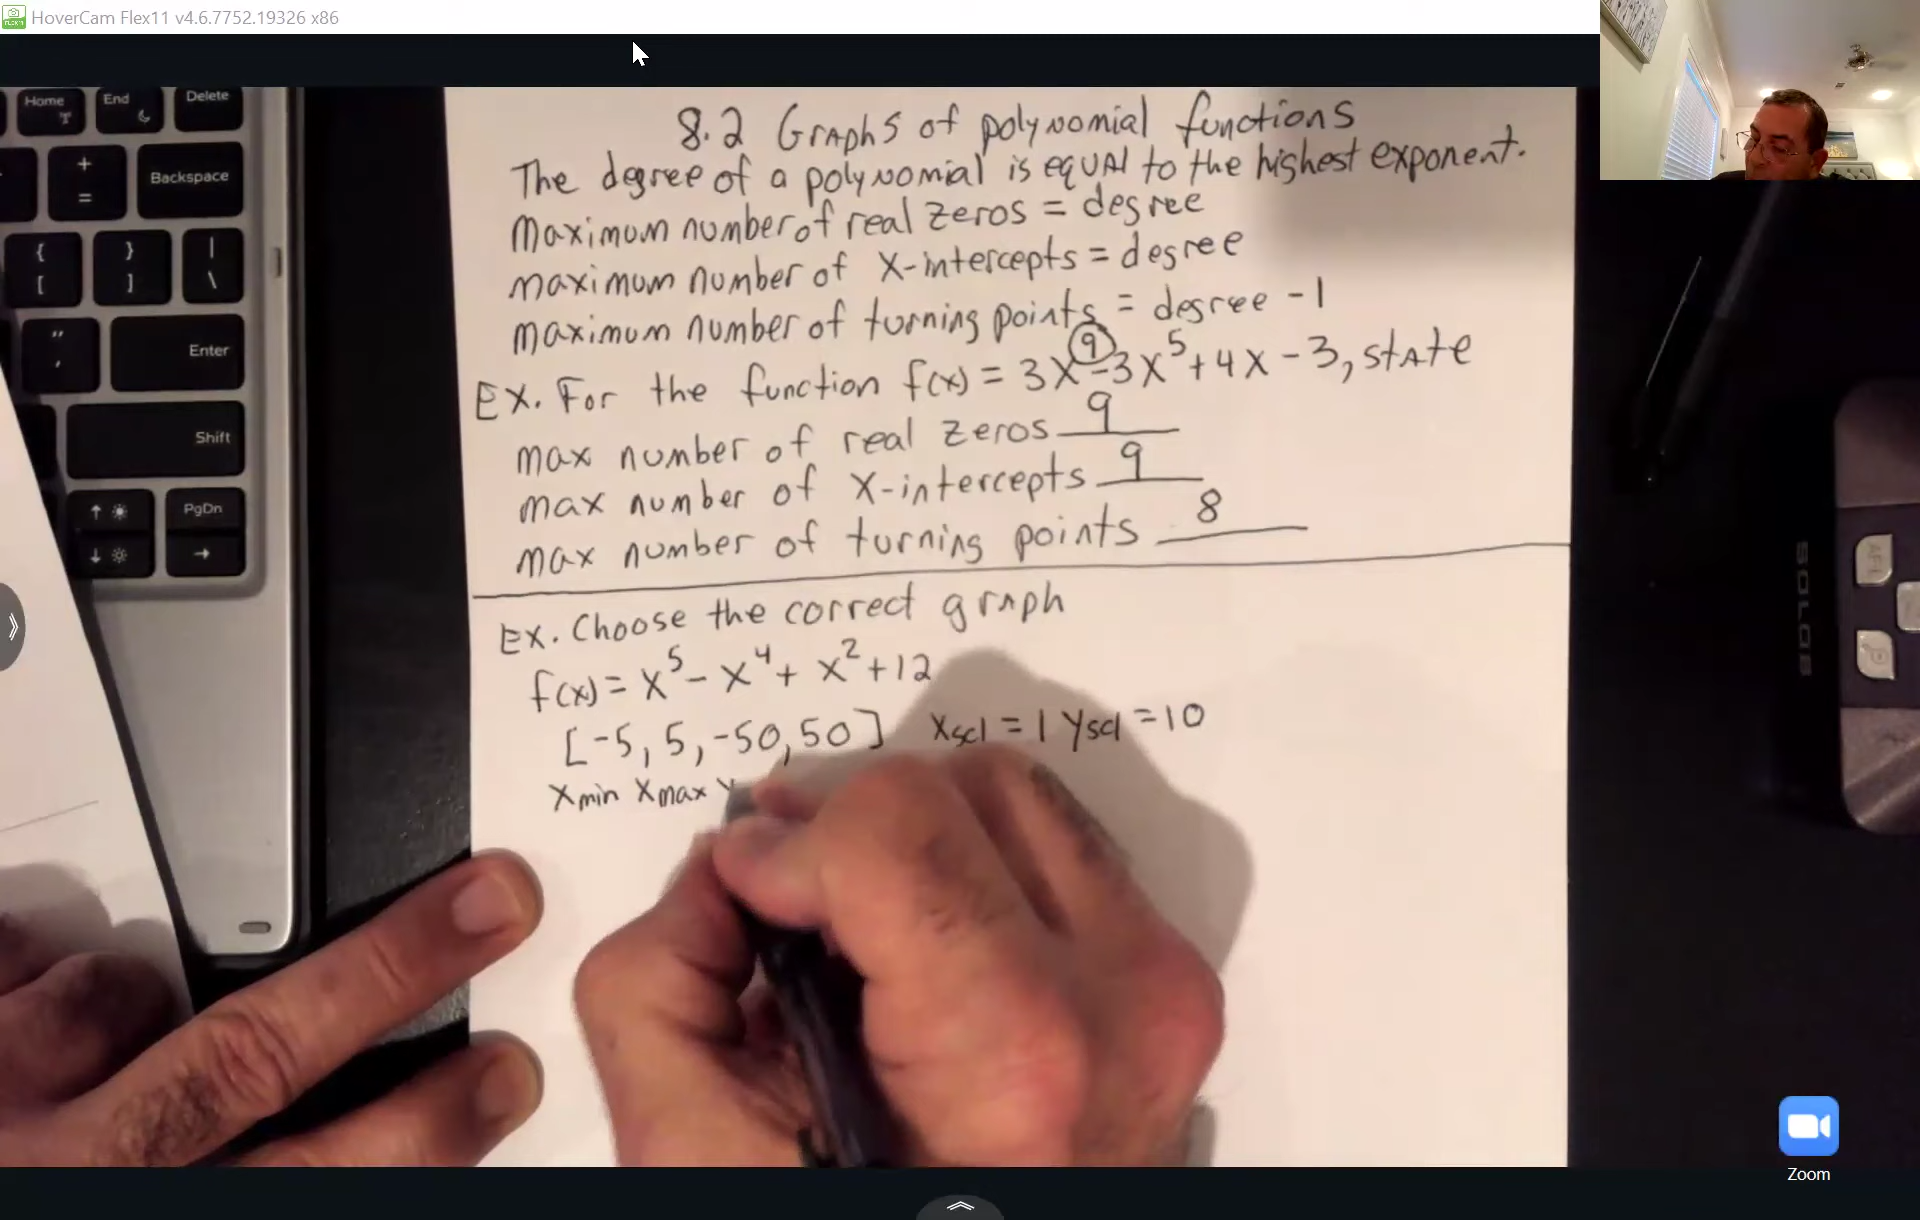 HoverCam Flex11 v4.6.7752.19326 x86
8.2 Graphs of polynomial functions
The degree of a polynomial is equal to the highest exponent.
Maximum number of real zeros = degree
maximum number of x-intercepts = degree
maximum number of turning points = degree -1
Ex. For the function f(x) = 3x⁹-3x⁵+4x-3, state
max number of real zeros 9
max number of x-intercepts 9
max number of turning points 8
Ex. Choose the correct graph
f(x) = x⁵- x⁴+ x²+12
[-5, 5, -50, 50] Xscl = 1 Yscl = 10
Xmin Xmax Y
Home End Delete
+ =
Backspace
{ [
} ]
| \
" '
Enter
Shift
PgDn
SOLO8
Zoom